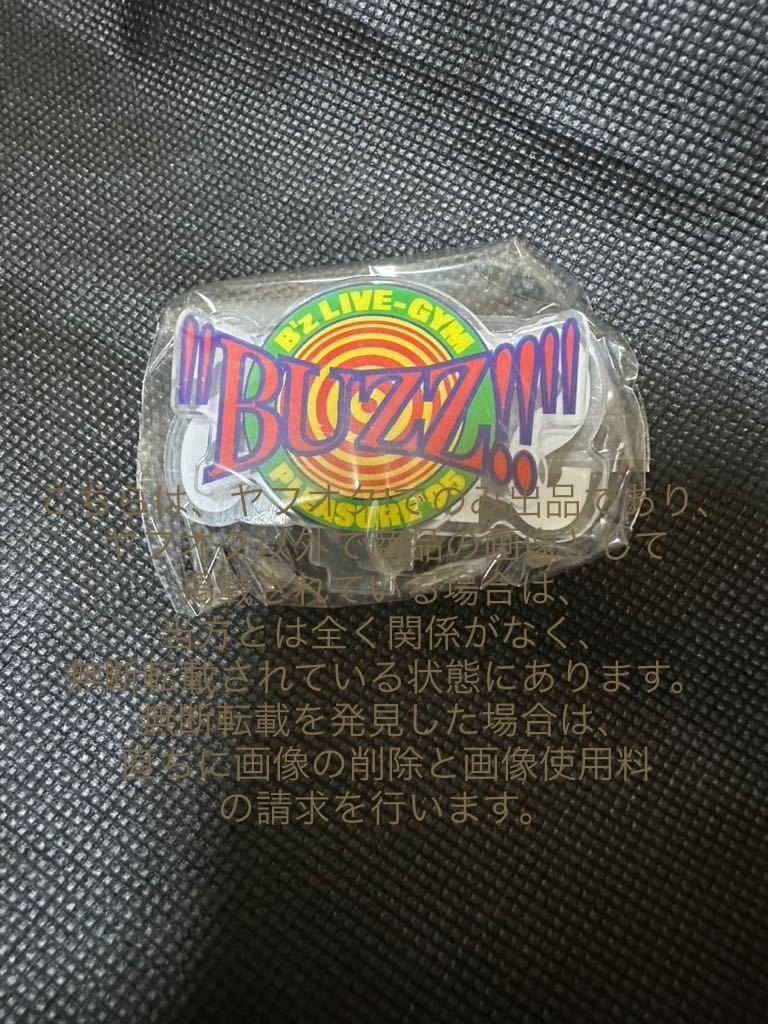 B'z LIVE-GYM
"BUZZ!!"
PLEASURE'95
こちらは、ヤフオク!でのみ出品であり、
ヤフオク以外で商品の画像として
掲載されている場合は、
当方とは全く関係がなく、
無断転載されている状態にあります。
無断転載を発見した場合は、
直ちに画像の削除と画像使用料
の請求を行います。